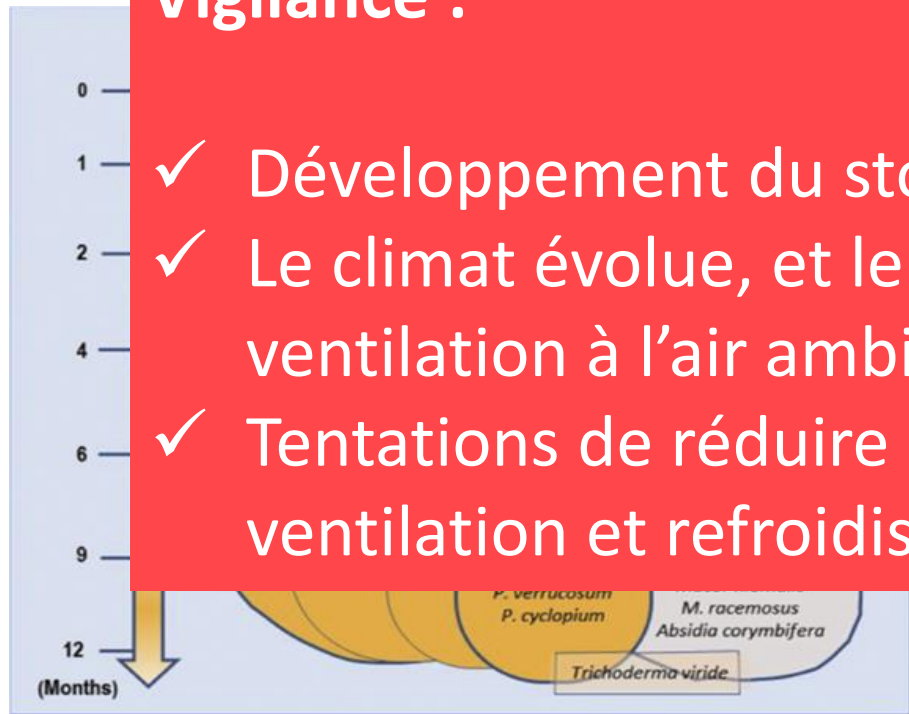 Vigilance :
0
1
✓ Développement du sto
2
✓ Le climat évolue, et le
ventilation à l’air ambi
4
✓ Tentations de réduire
6
ventilation et refroidis
9
P. verrucosum
P. cyclopium
M. racemosus
Absidia corymbifera
12
(Months)
Trichoderma viride